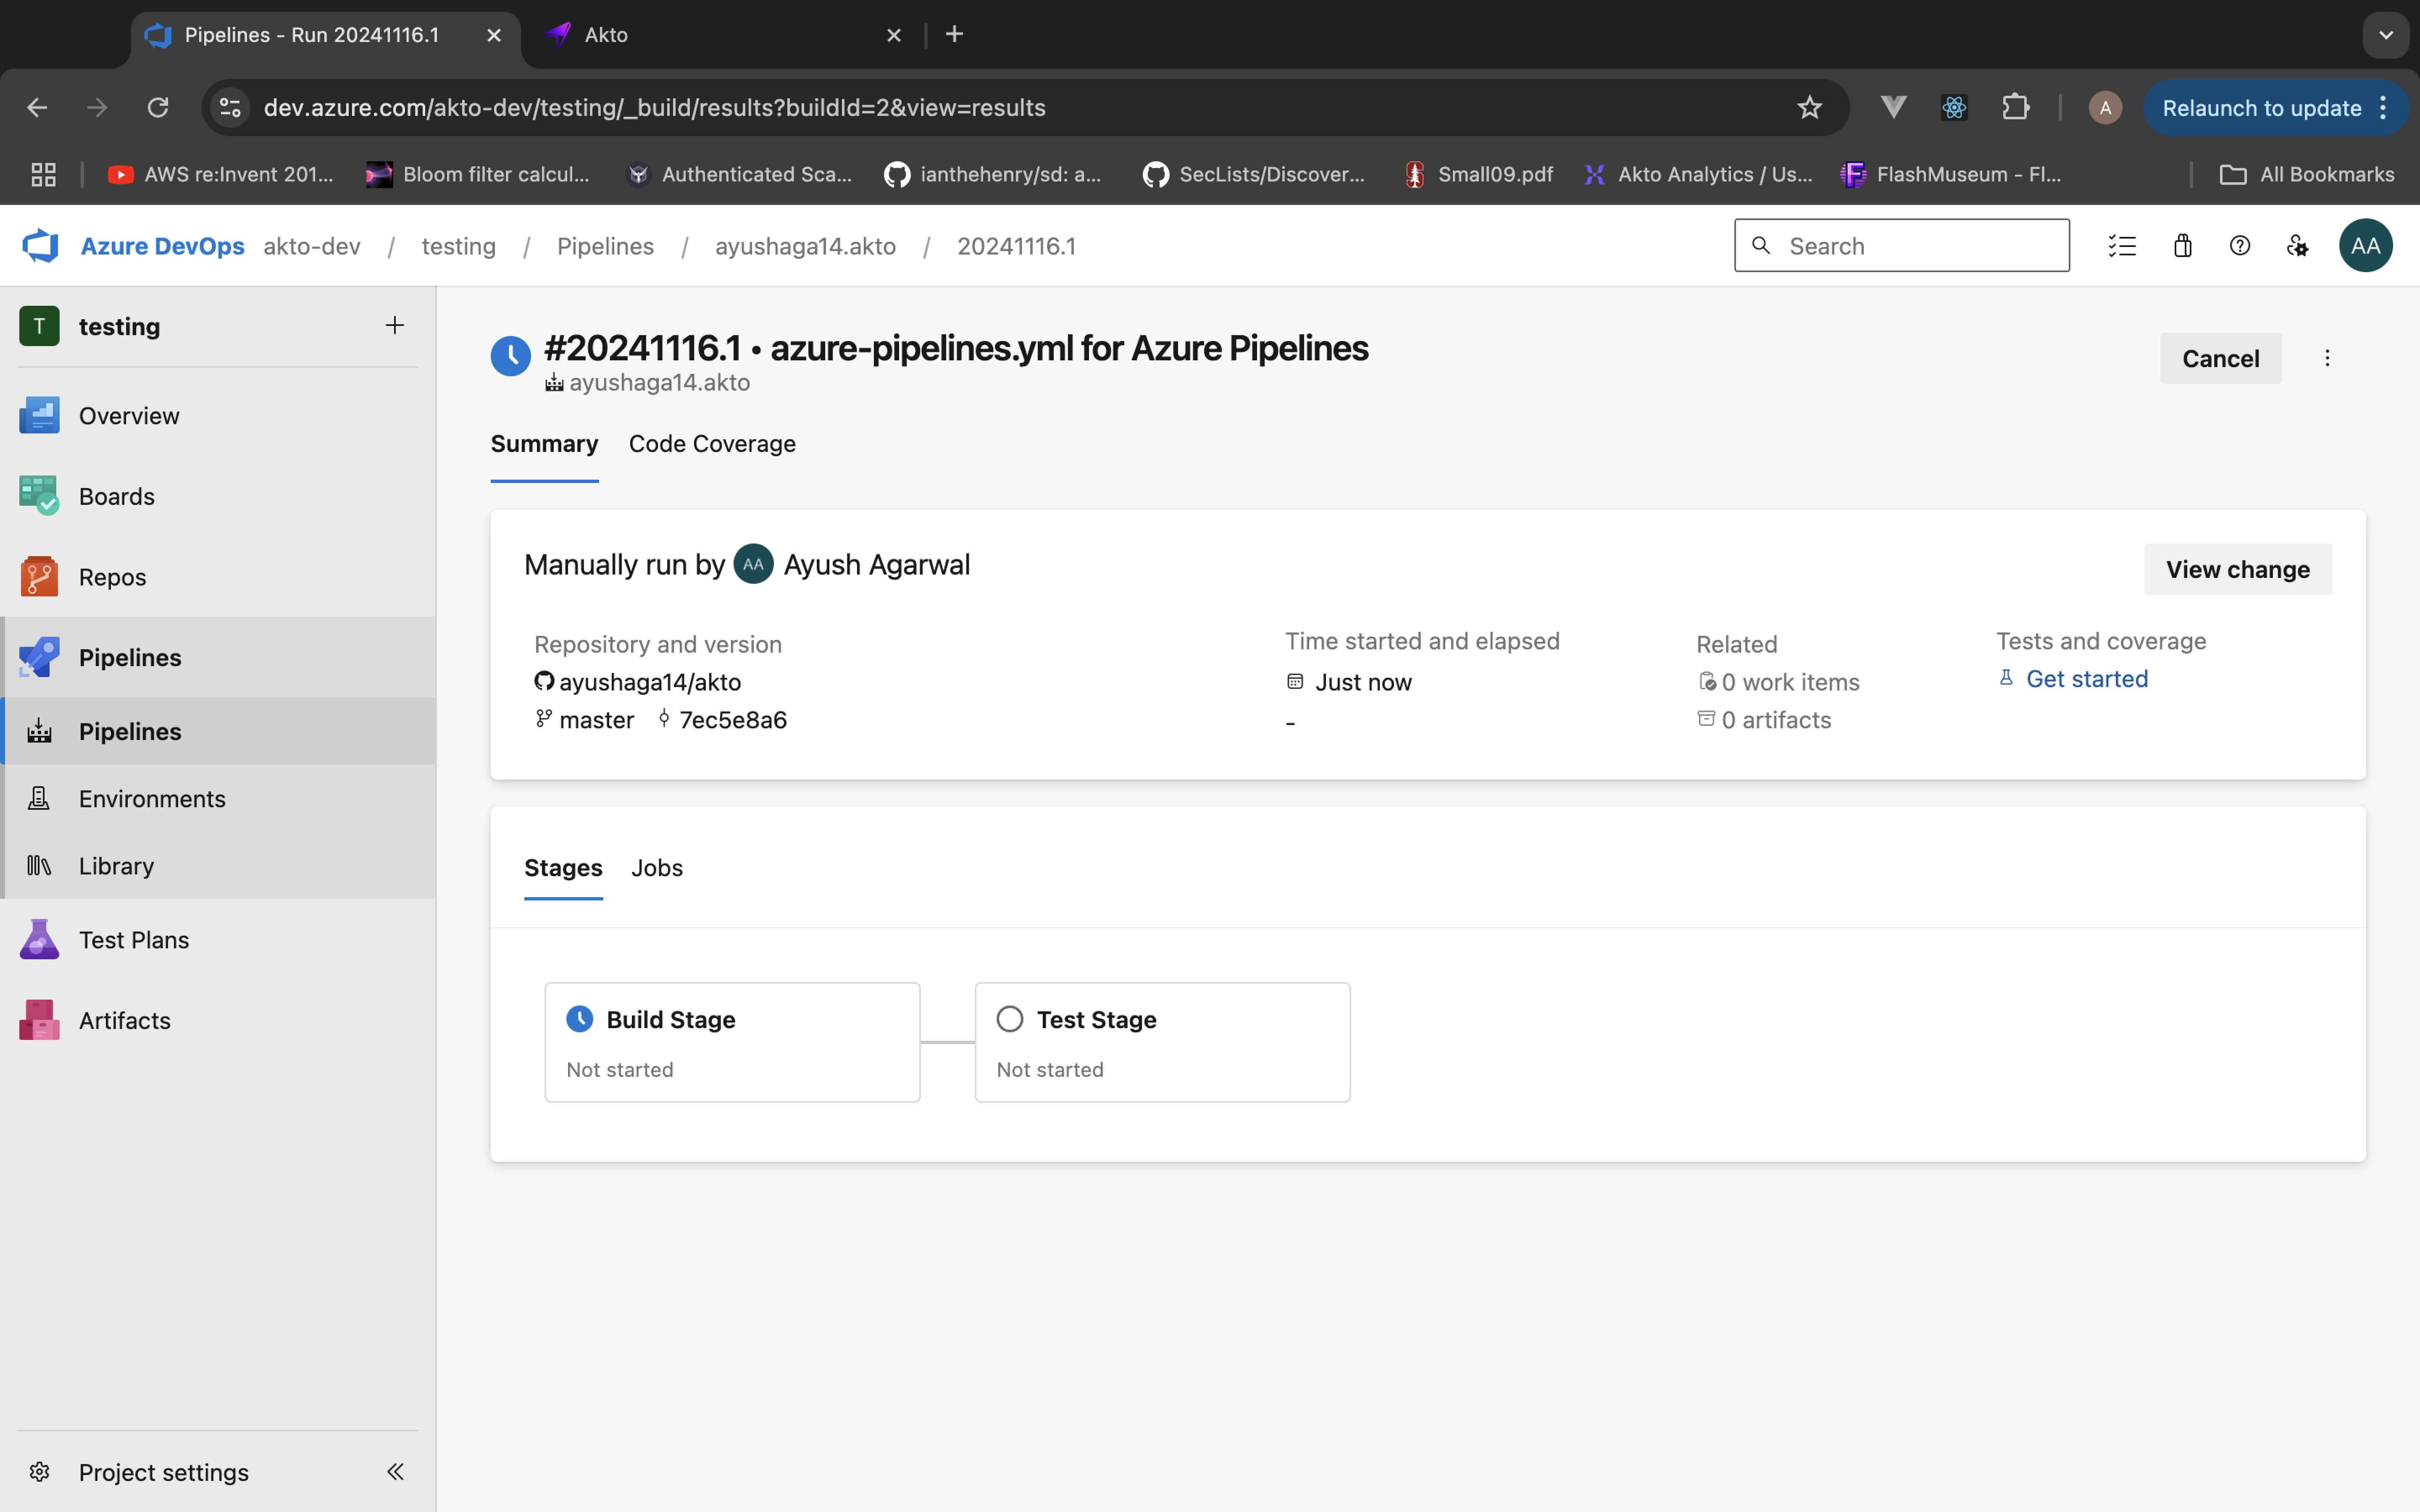 Pipelines - Run 20241116.1
Akto
dev.azure.com/akto-dev/testing/_build/results?buildId=2&view=results
A
Relaunch to update
AWS re:Invent 201...
Bloom filter calcul...
Authenticated Sca...
ianthehenry/sd: a...
SecLists/Discover...
Small09.pdf
Akto Analytics / Us...
FlashMuseum - Fl...
All Bookmarks
Azure DevOps akto-dev / testing / Pipelines / ayushaga14.akto / 20241116.1
Search
AA
T testing
Overview
Boards
Repos
Pipelines
Pipelines
Environments
Library
Test Plans
Artifacts
Project settings
#20241116.1 • azure-pipelines.yml for Azure Pipelines
ayushaga14.akto
Cancel
Summary Code Coverage
Manually run by AA Ayush Agarwal
View change
Repository and version
ayushaga14/akto
master 7ec5e8a6
Time started and elapsed
Just now
-
Related
0 work items
0 artifacts
Tests and coverage
Get started
Stages Jobs
Build Stage
Not started
Test Stage
Not started